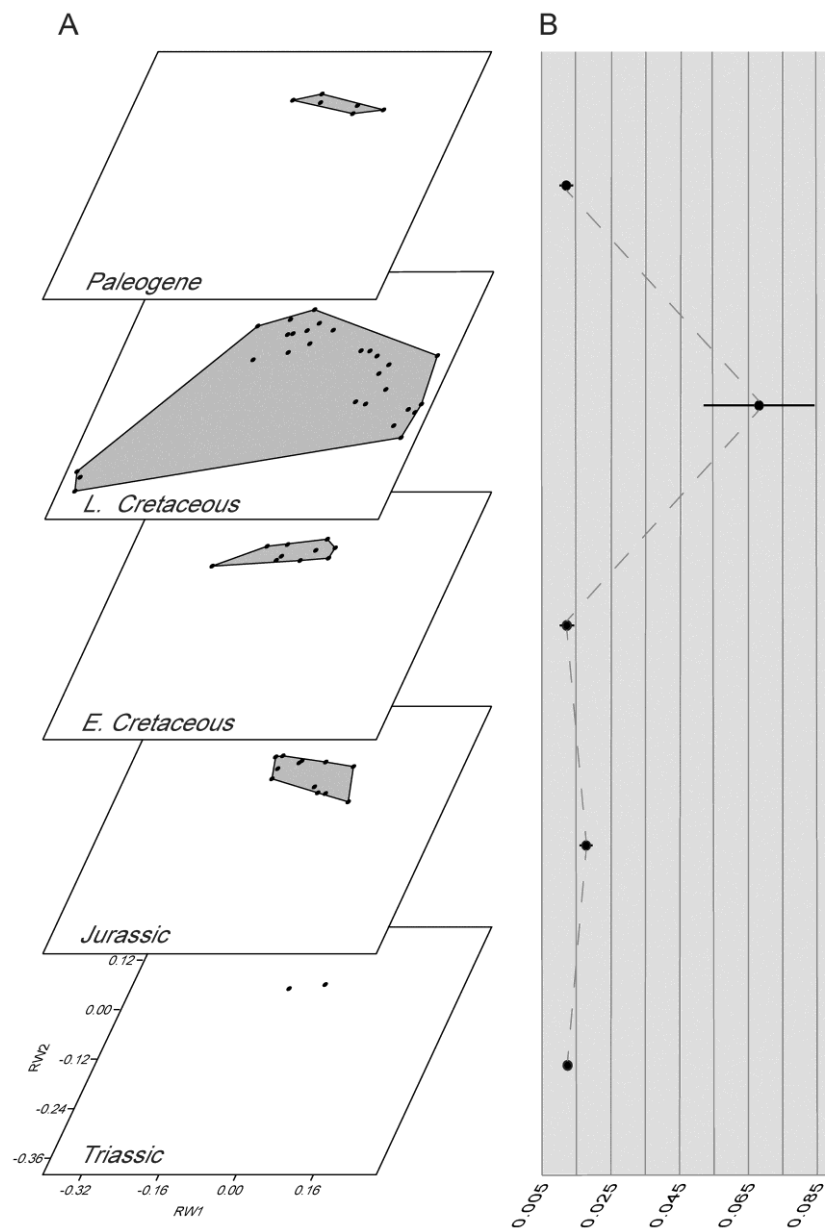 A
B
Paleogene
L. Cretaceous
E. Cretaceous
Jurassic
0.12
0.00
-0.12
-0.24
-0.36
RW2
Triassic
-0.32
-0.16
0.00
0.16
RW1
0.005
0.025
0.045
0.065
0.085